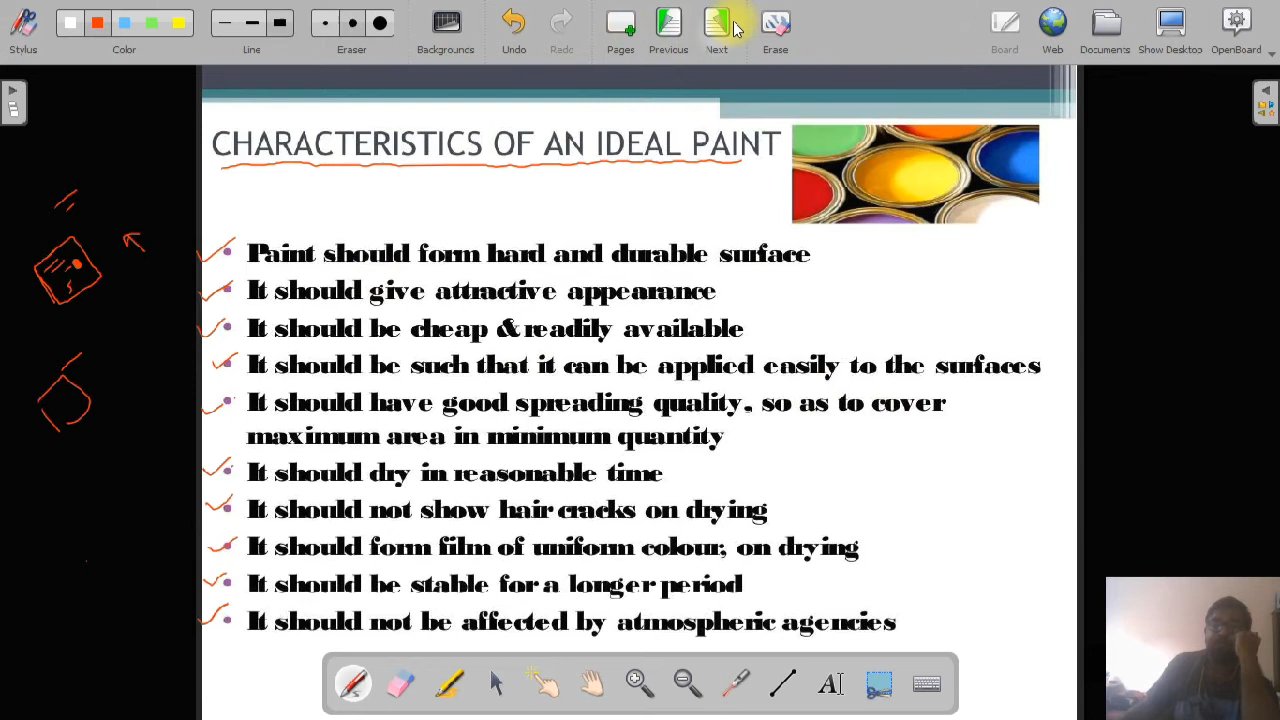 Stylus
Color
Line
Eraser
Backgrounds
Undo
Redo
Pages
Previous
Next
Erase
Board
Web
Documents
Show Desktop
OpenBoard
CHARACTERISTICS OF AN IDEAL PAINT
• Paint should form hard and durable surface
• It should give attractive appearance
• It should be cheap & readily available
• It should be such that it can be applied easily to the surfaces
• It should have good spreading quality, so as to cover
maximum area in minimum quantity
• It should dry in reasonable time
• It should not show hair cracks on drying
• It should form film of uniform colour, on drying
• It should be stable for a longer period
• It should not be affected by atmospheric agencies